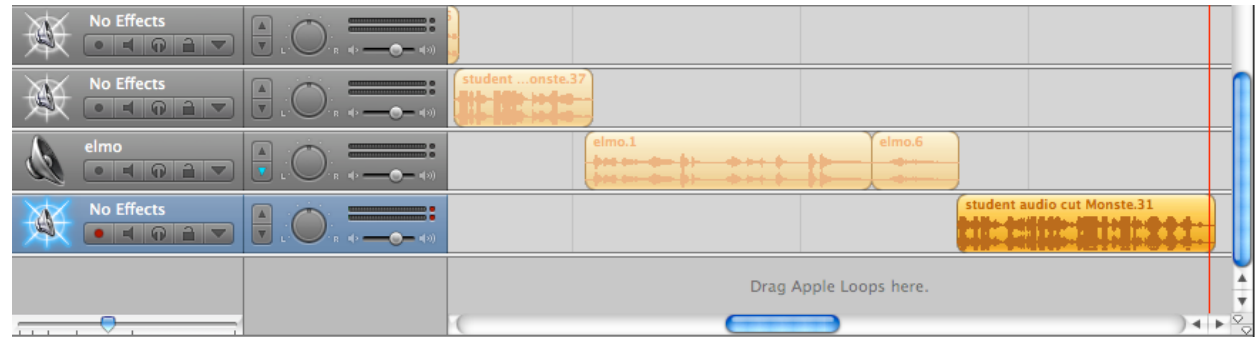 No Effects
No Effects
student ...onste.37
elmo
elmo.1
elmo.6
No Effects
student audio cut Monste.31
Drag Apple Loops here.